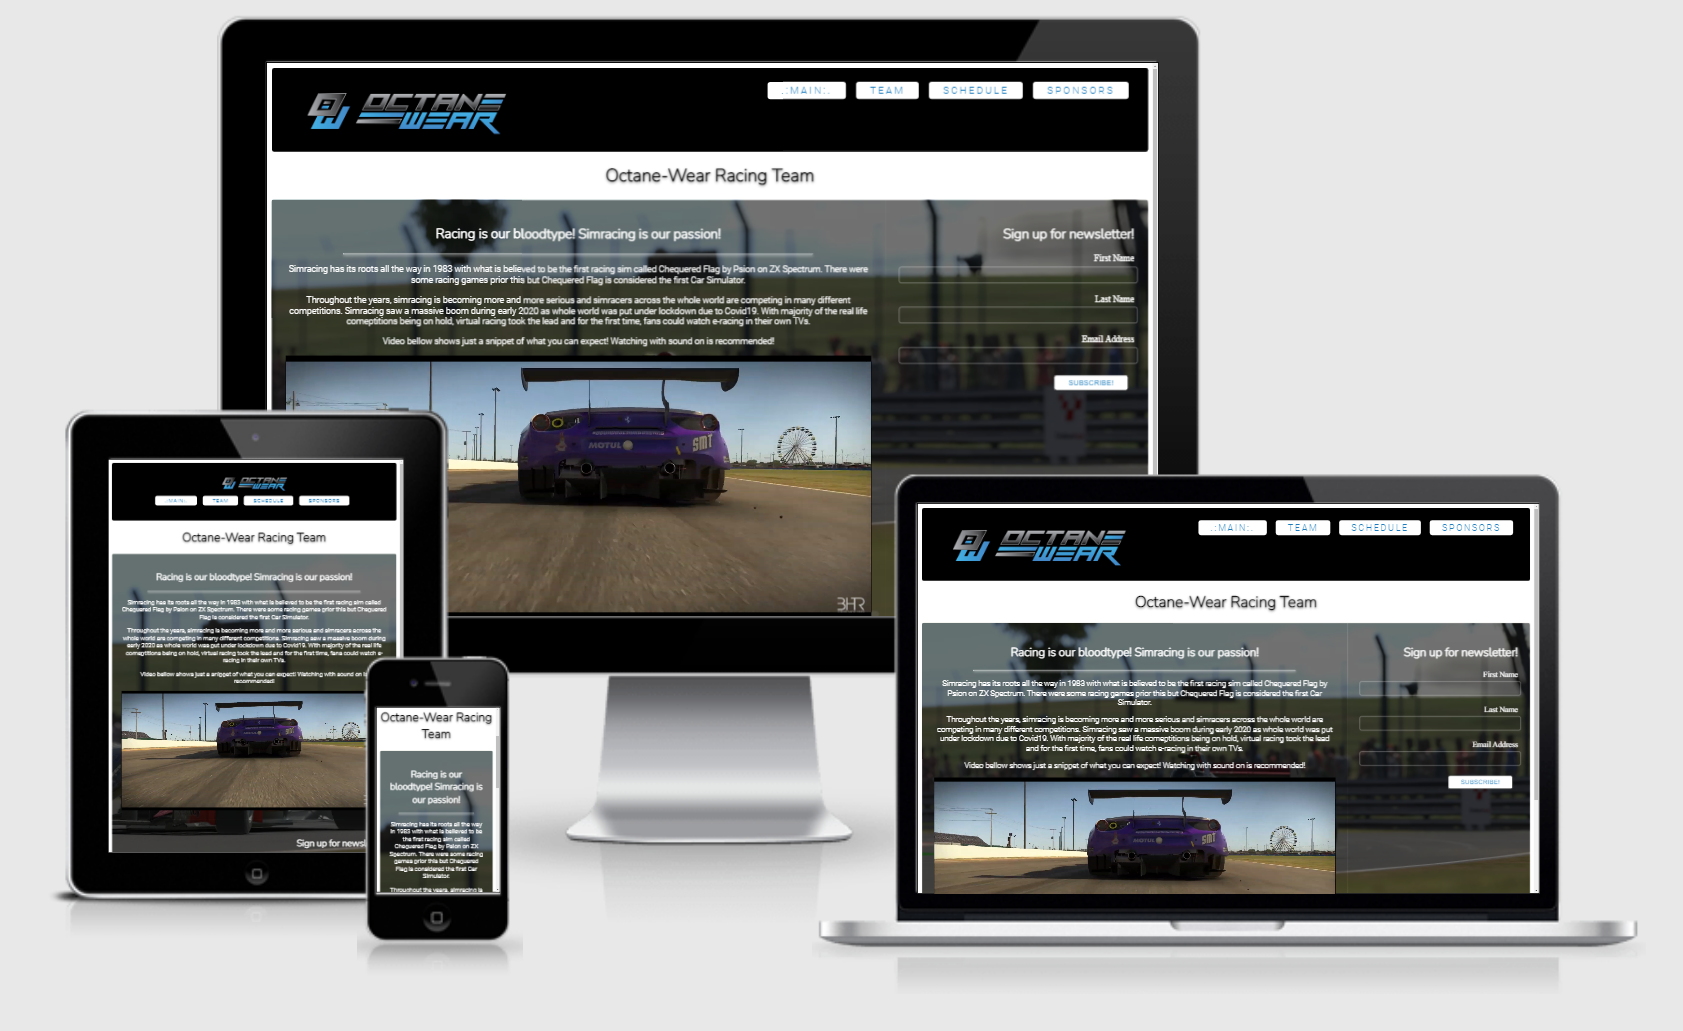 OCTANE
WEAR
.:MAIN:.
TEAM
SCHEDULE
SPONSORS
Octane-Wear Racing Team
Racing is our bloodtype! Simracing is our passion!
Simracing has its roots all the way in 1983 with what is believed to be the first racing sim called Chequered Flag by Psion on ZX Spectrum. There were
some racing games prior this but Chequered Flag is considered the first Car Simulator.
Throughout the years, simracing is becoming more and more serious and simracers across the whole world are competing in many different
competitions. Simracing saw a massive boom during early 2020 as whole world was put under lockdown due to Covid19. With majority of the real life
comeptitions being on hold, virtual racing took the lead and for the first time, fans could watch e-racing in their own TVs.
Video bellow shows just a snippet of what you can expect! Watching with sound on is recommended!
Sign up for newsletter!
First Name
Last Name
Email Address
SUBSCRIBE!
MOTUL
SMT
BHR
OCTANE
WEAR
.:MAIN:.
TEAM
SCHEDULE
SPONSORS
Octane-Wear Racing Team
Racing is our bloodtype! Simracing is our passion!
Simracing has its roots all the way in 1983 with what is believed to be the first racing sim called
Chequered Flag by Psion on ZX Spectrum. There were some racing games prior this but Chequered
Flag is considered the first Car Simulator.
Throughout the years, simracing is becoming more and more serious and simracers across the
whole world are competing in many different competitions. Simracing saw a massive boom during
early 2020 as whole world was put under lockdown due to Covid19. With majority of the real life
comeptitions being on hold, virtual racing took the lead and for the first time, fans could watch e-
racing in their own TVs.
Video bellow shows just a snippet of what you can expect! Watching with sound on
recommended!
Sign up for
Octane-Wear Racing
Team
Racing is our
bloodtype! Simracing is
our passion!
Simracing has its roots all the way
in 1983 with what is believed to be
the first racing sim called
Chequered Flag by Psion on ZX
Spectrum. There were some racing
games prior this but Chequered
Flag is considered the first Car
Simulator.
Throughout the years, simracing is
OCTANE
WEAR
.:MAIN:.
TEAM
SCHEDULE
SPONSORS
Octane-Wear Racing Team
Racing is our bloodtype! Simracing is our passion!
Simracing has its roots all the way in 1983 with what is believed to be the first racing sim called Chequered Flag by
Psion on ZX Spectrum. There were some racing games prior this but Chequered Flag is considered the first Car
Simulator.
Throughout the years, simracing is becoming more and more serious and simracers across the whole world are
competing in many different competitions. Simracing saw a massive boom during early 2020 as whole world was put
under lockdown due to Covid19. With majority of the real life comeptitions being on hold, virtual racing took the lead
and for the first time, fans could watch e-racing in their own TVs.
Video bellow shows just a snippet of what you can expect! Watching with sound on is recommended!
Sign up for newsletter!
First Name
Last Name
Email Address
SUBSCRIBE!
SMT